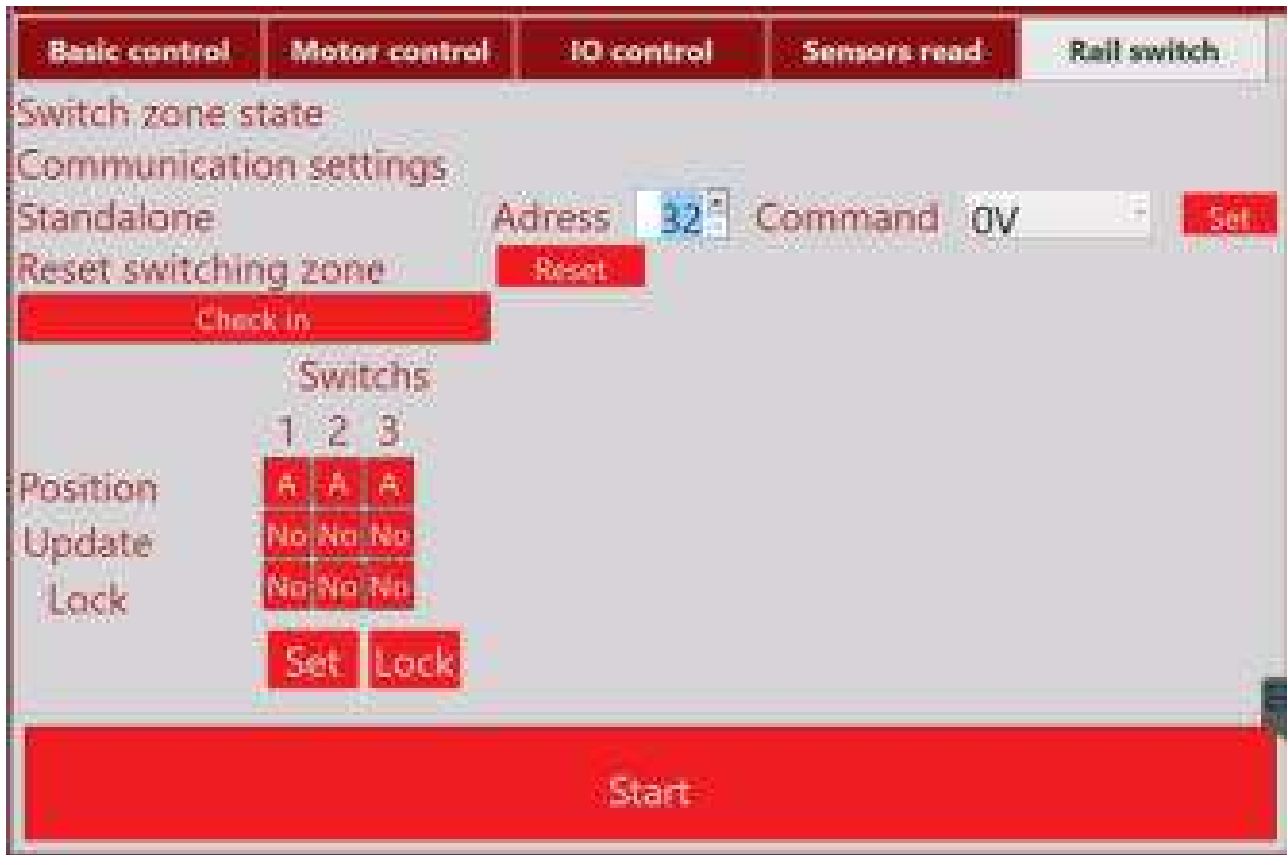 Basic control Motor control IO control Sensors read Rail switch
Switch zone state
Communication settings
Standalone Adress 32 Command 0V Set
Reset switching zone Reset
Check in
Switchs
1 2 3
Position A A A
Update No No No
Lock No No No
Set Lock
Start